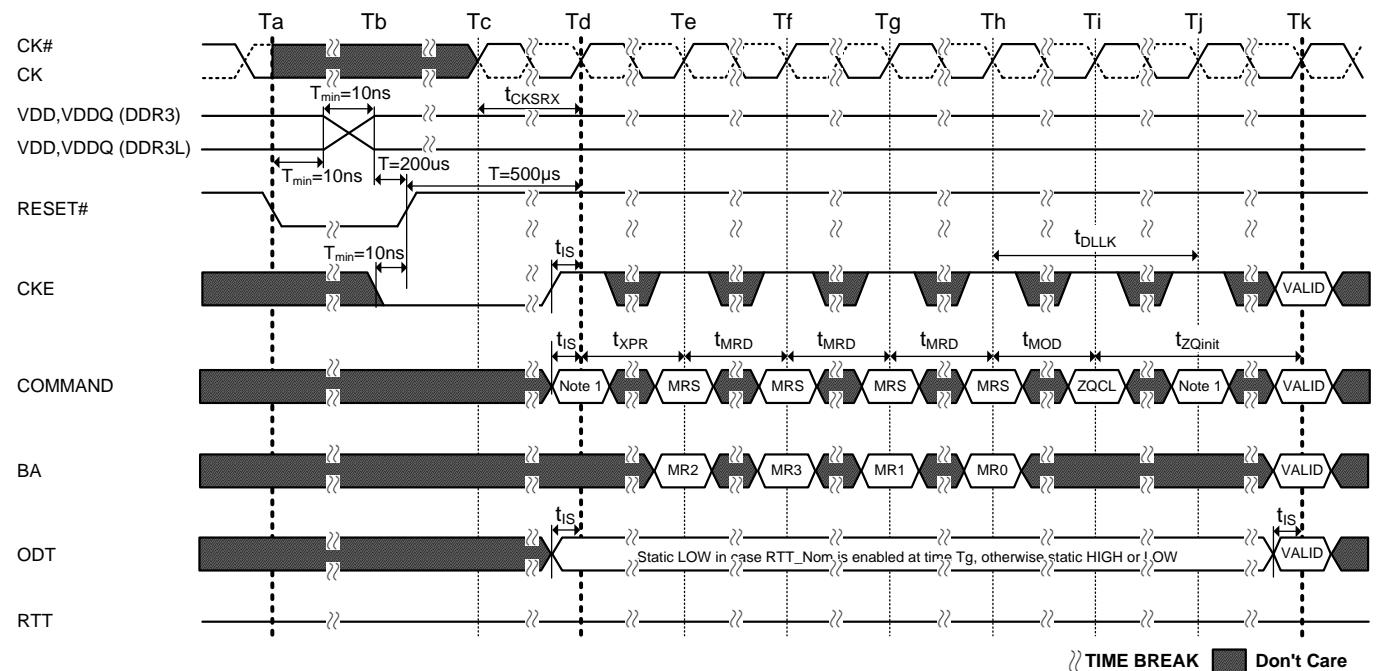 Ta Tb Tc Td Te Tf Tg Th Ti Tj Tk
CK#
CK
Tmin=10ns
tCKSRX
VDD,VDDQ (DDR3)
VDD,VDDQ (DDR3L)
Tmin=10ns
T=200us
T=500µs
RESET#
Tmin=10ns
tIS
tDLLK
CKE
VALID
tIS tXPR tMRD tMRD tMRD tMOD tZQinit
COMMAND
Note 1 MRS MRS MRS MRS ZQCL Note 1 VALID
BA
MR2 MR3 MR1 MR0 VALID
tIS tIS
ODT
Static LOW in case RTT_Nom is enabled at time Tg, otherwise static HIGH or LOW
VALID
RTT
TIME BREAK Don't Care